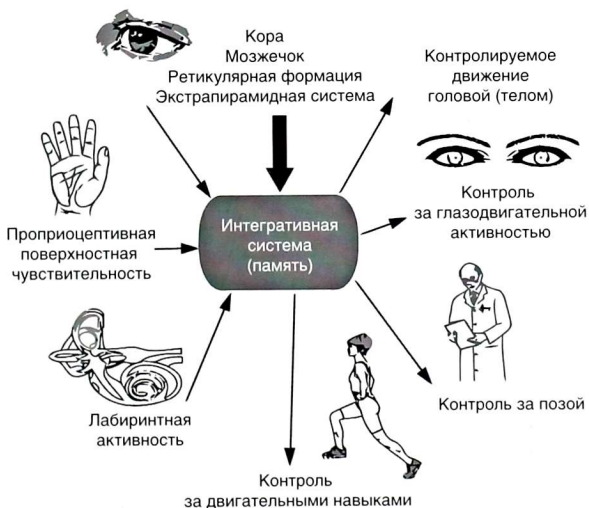 Кора
Мозжечок
Ретикулярная формация
Экстрапирамидная система
Контролируемое
движение
головой (телом)
Проприоцептивная
поверхностная
чувствительность
Интегративная
система
(память)
Контроль
за глазодвигательной
активностью
Лабиринтная
активность
Контроль за позой
Контроль
за двигательными навыками